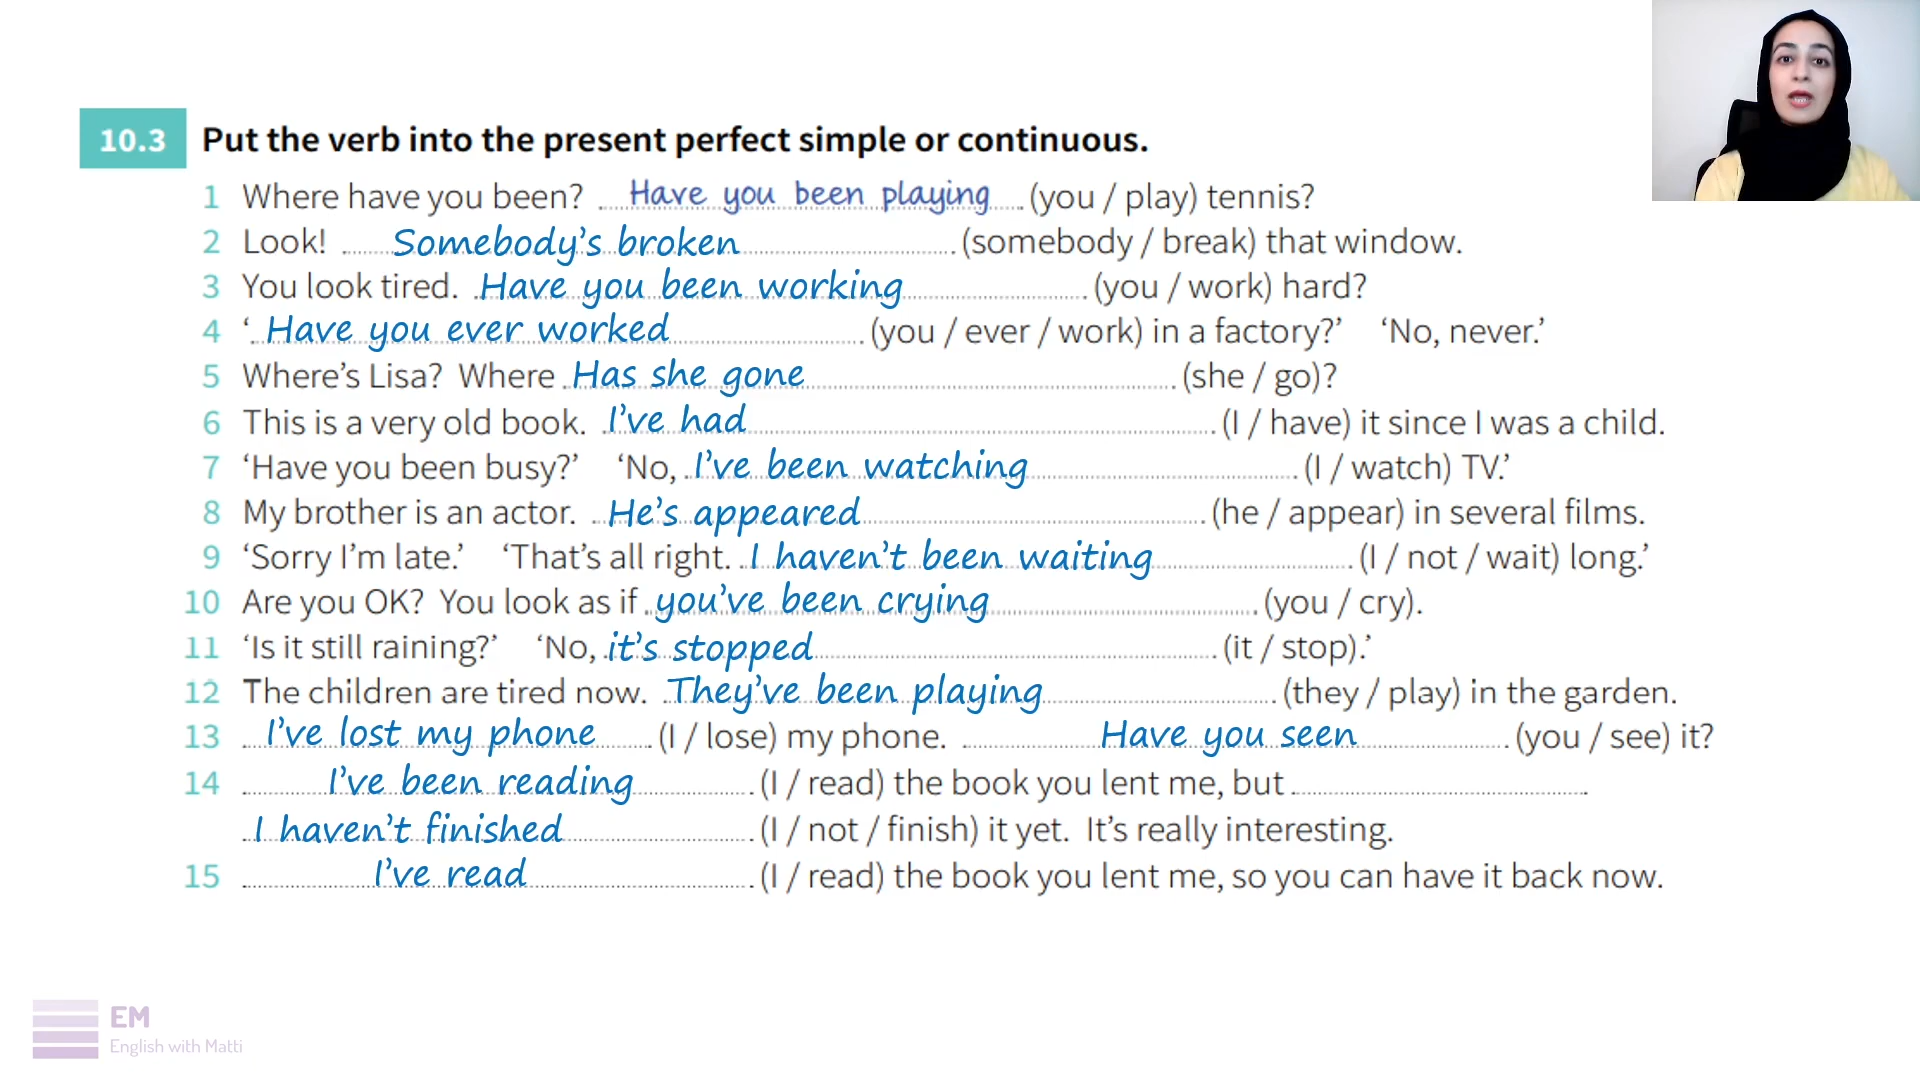 10.3 Put the verb into the present perfect simple or continuous.
1 Where have you been? Have you been playing (you / play) tennis?
2 Look! Somebody's broken (somebody / break) that window.
3 You look tired. Have you been working (you / work) hard?
4 ‘Have you ever worked (you / ever / work) in a factory?’ ‘No, never.’
5 Where’s Lisa? Where Has she gone (she / go)?
6 This is a very old book. I've had (I / have) it since I was a child.
7 ‘Have you been busy?’ ‘No, I've been watching (I / watch) TV.’
8 My brother is an actor. He's appeared (he / appear) in several films.
9 ‘Sorry I’m late.’ ‘That’s all right. I haven't been waiting (I / not / wait) long.’
10 Are you OK? You look as if you've been crying (you / cry).
11 ‘Is it still raining?’ ‘No, it's stopped (it / stop).’
12 The children are tired now. They've been playing (they / play) in the garden.
13 I've lost my phone (I / lose) my phone. Have you seen (you / see) it?
14 I've been reading (I / read) the book you lent me, but
I haven't finished (I / not / finish) it yet. It’s really interesting.
15 I've read (I / read) the book you lent me, so you can have it back now.
EM
English with Matti